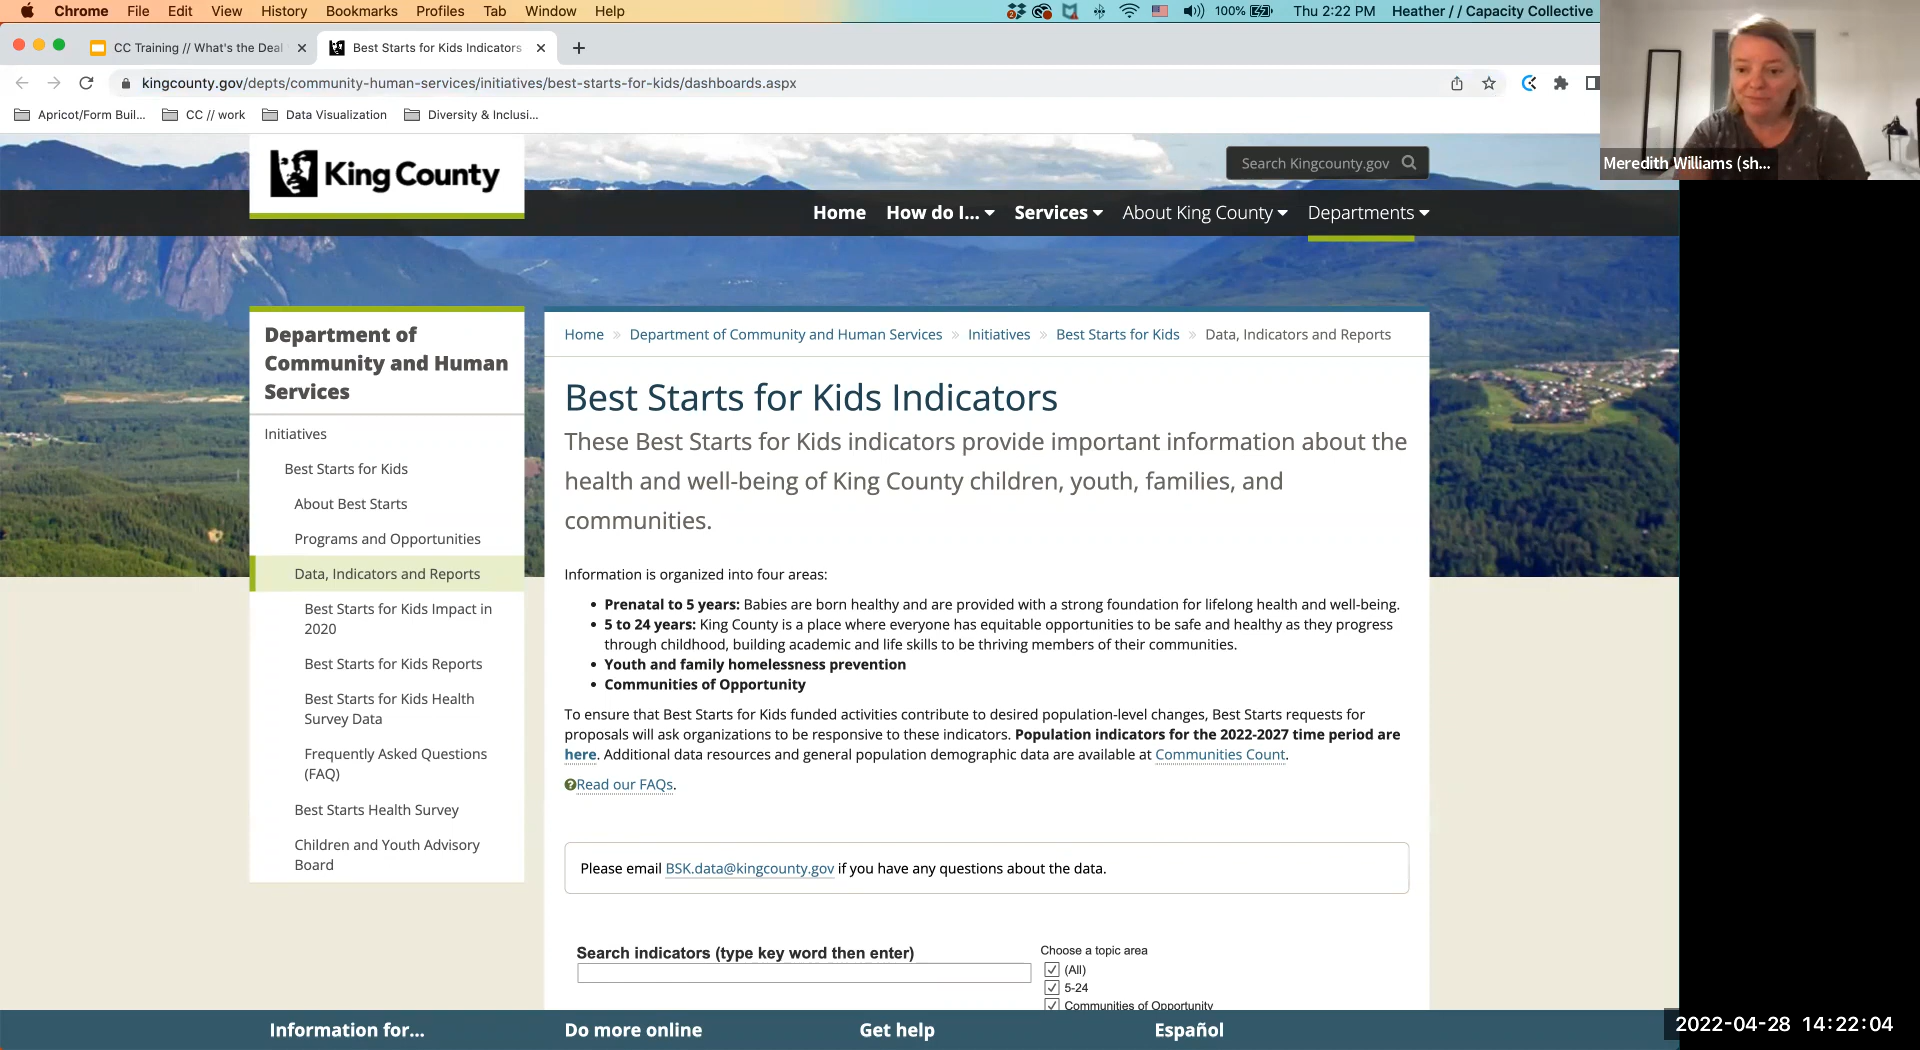 Chrome File Edit View History Bookmarks Profiles Tab Window Help 100% Thu 2:22 PM Heather / / Capacity Collective
CC Training // What's the Deal
Best Starts for Kids Indicators
kingcounty.gov/depts/community-human-services/initiatives/best-starts-for-kids/dashboards.aspx
Apricot/Form Buil... CC // work Data Visualization Diversity & Inclusi...
Meredith Williams (sh...
King County
Search Kingcounty.gov
Home How do I... Services About King County Departments
Department of
Community and Human
Services
Initiatives
Best Starts for Kids
About Best Starts
Programs and Opportunities
Data, Indicators and Reports
Best Starts for Kids Impact in
2020
Best Starts for Kids Reports
Best Starts for Kids Health
Survey Data
Frequently Asked Questions
(FAQ)
Best Starts Health Survey
Children and Youth Advisory
Board
Home » Department of Community and Human Services » Initiatives » Best Starts for Kids » Data, Indicators and Reports
Best Starts for Kids Indicators
These Best Starts for Kids indicators provide important information about the
health and well-being of King County children, youth, families, and
communities.
Information is organized into four areas:
• Prenatal to 5 years: Babies are born healthy and are provided with a strong foundation for lifelong health and well-being.
• 5 to 24 years: King County is a place where everyone has equitable opportunities to be safe and healthy as they progress
through childhood, building academic and life skills to be thriving members of their communities.
• Youth and family homelessness prevention
• Communities of Opportunity
To ensure that Best Starts for Kids funded activities contribute to desired population-level changes, Best Starts requests for
proposals will ask organizations to be responsive to these indicators. Population indicators for the 2022-2027 time period are
here. Additional data resources and general population demographic data are available at Communities Count.
Read our FAQs.
Please email BSK.data@kingcounty.gov if you have any questions about the data.
Search indicators (type key word then enter)
Choose a topic area
(All)
5-24
Communities of Opportunity
Information for... Do more online Get help Español
2022-04-28 14:22:04